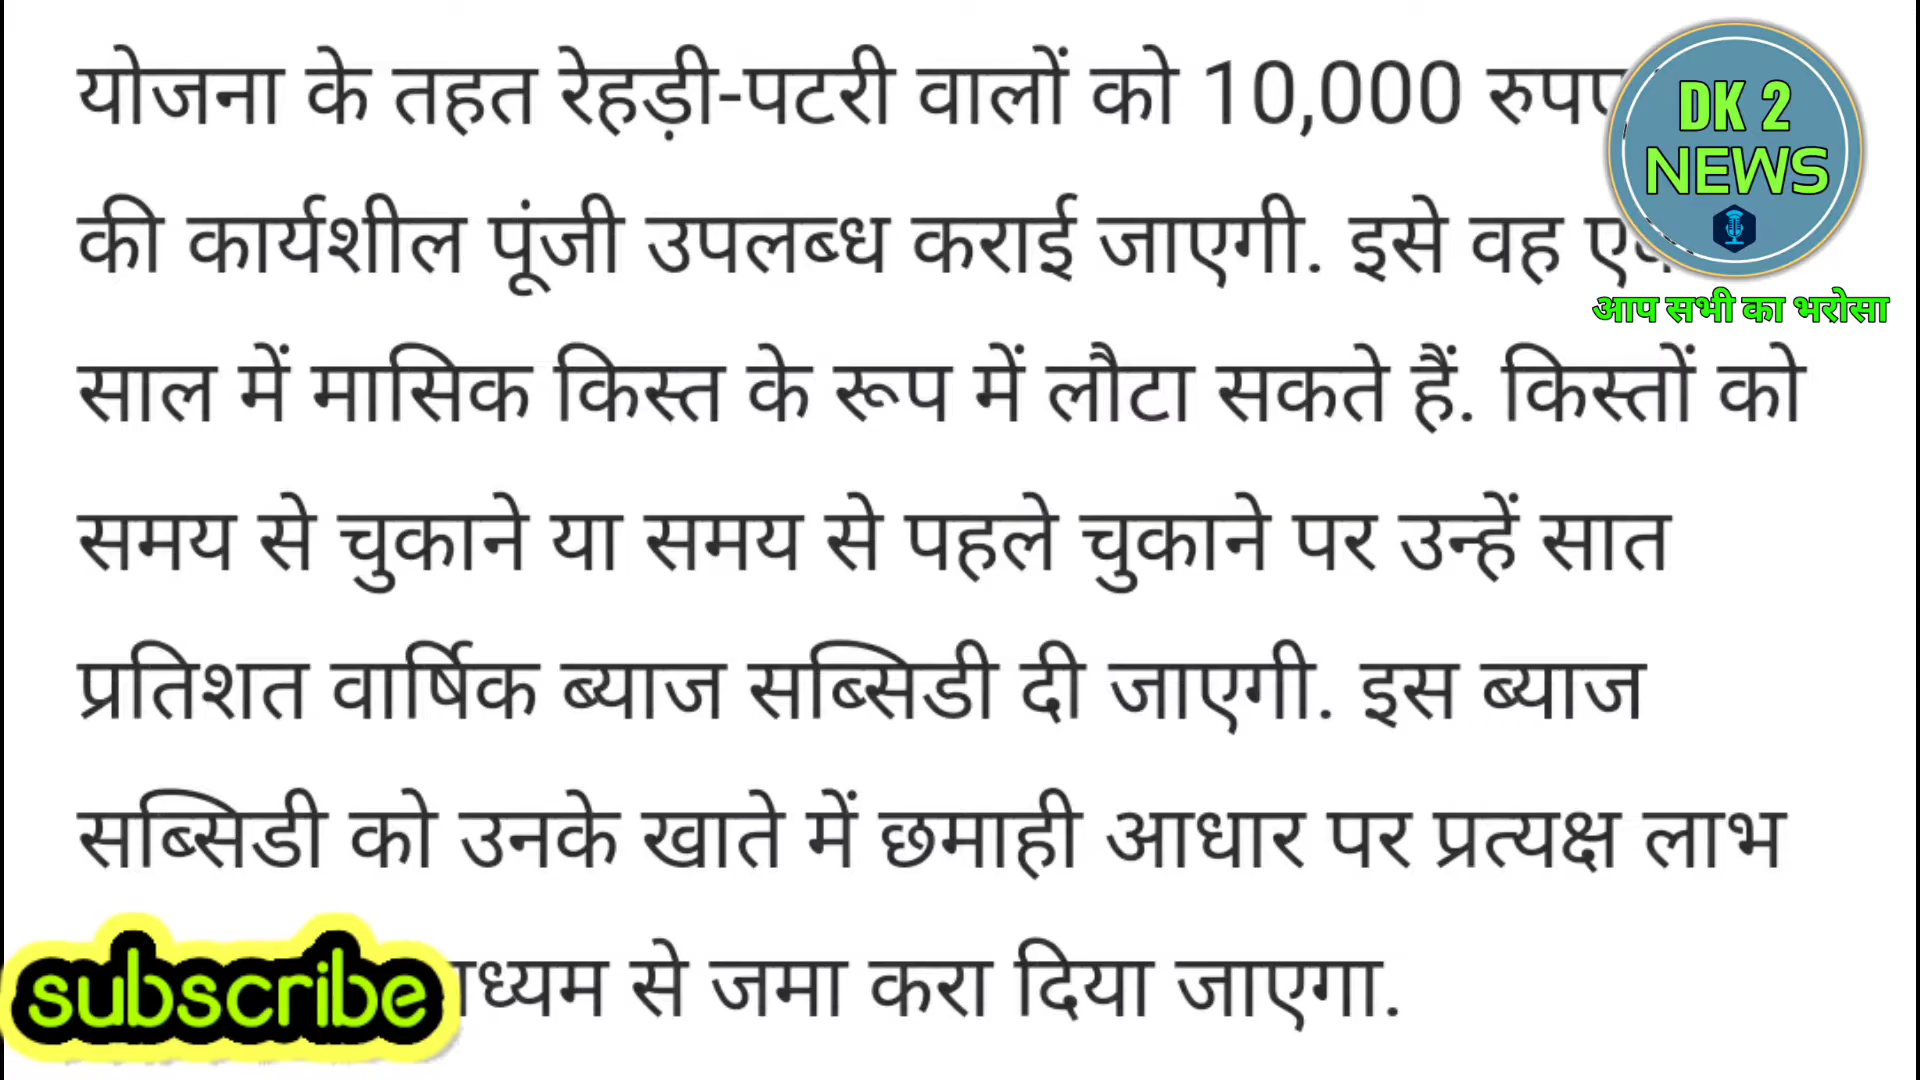 योजना के तहत रेहड़ी-पटरी वालों को 10,000
की कार्यशील पूंजी उपलब्ध कराई जाएगी. इसे वह
साल में मासिक किस्त के रूप में लौटा सकते हैं. किस्तों को
समय से चुकाने या समय से पहले चुकाने पर उन्हें सात
प्रतिशत वार्षिक ब्याज सब्सिडी दी जाएगी. इस ब्याज
सब्सिडी को उनके खाते में छमाही आधार पर प्रत्यक्ष लाभ
से जमा करा दिया जाएगा.
DK 2
NEWS
आप सभी का भरोसा
subscribe